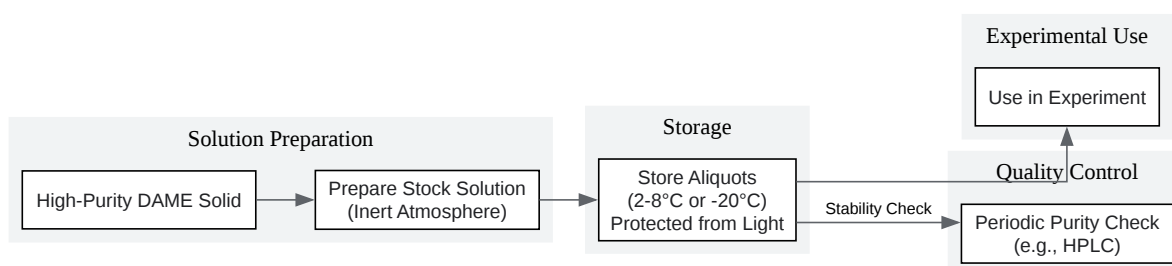 Solution Preparation
High-Purity DAME Solid
Prepare Stock Solution
(Inert Atmosphere)
Storage
Store Aliquots
(2-8°C or -20°C)
Protected from Light
Stability Check
Experimental Use
Use in Experiment
Quality Control
Periodic Purity Check
(e.g., HPLC)